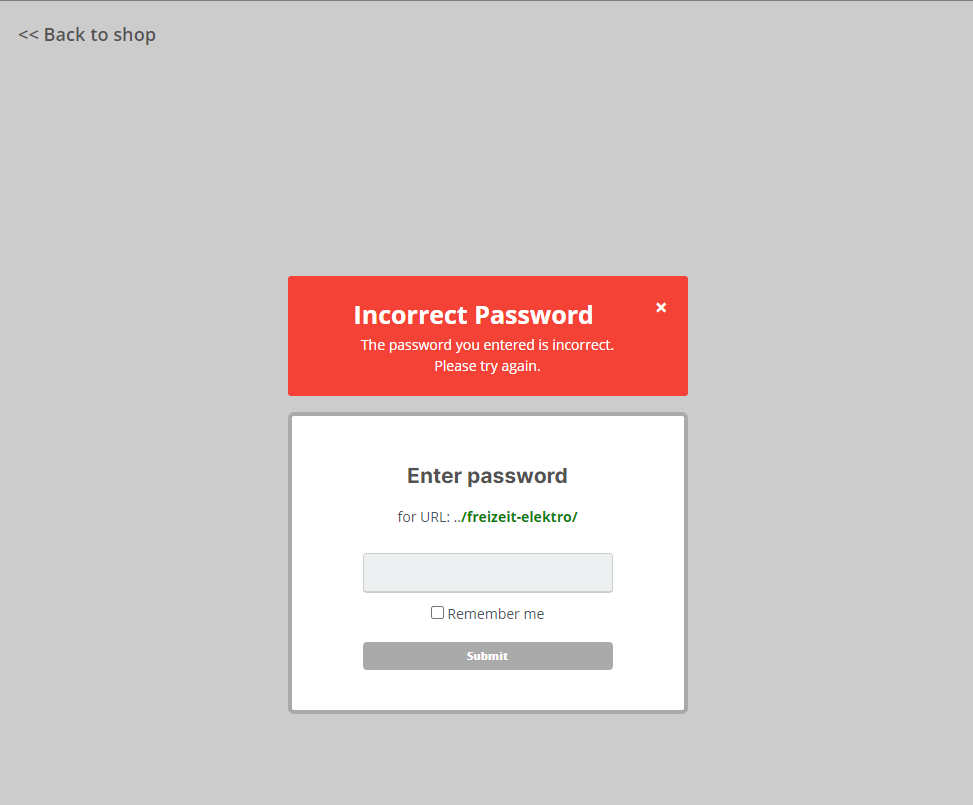 << Back to shop
Incorrect Password
×
The password you entered is incorrect.
Please try again.
Enter password
for URL: ../freizeit-elektro/
Remember me
Submit